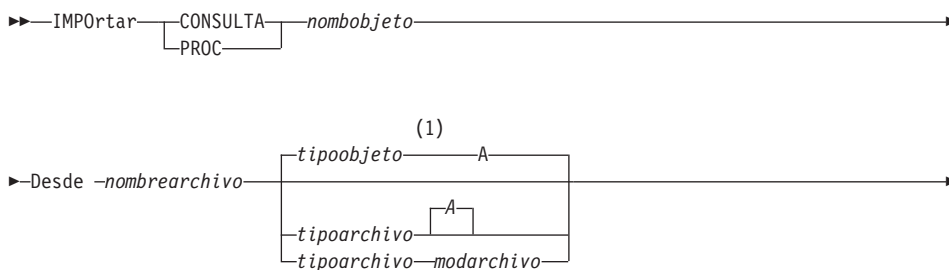 IMPOrtar CONSULTA nombobjeto
PROC
(1)
tipoobjeto A
Desde nombrearchivo
A
tipoarchivo
tipoarchivo modarchivo